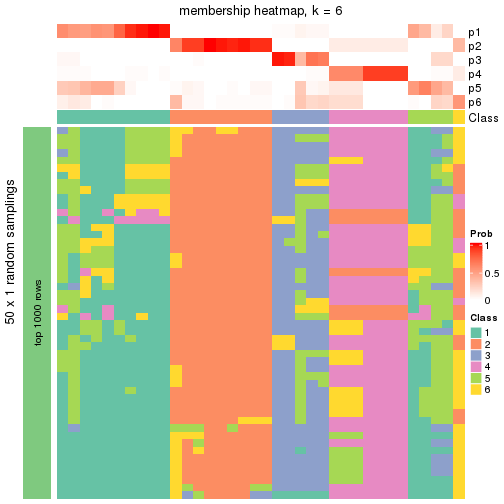 membership heatmap, k = 6
p1
p2
p3
p4
p5
p6
Class
50 x 1 random samplings
top 1000 rows
Prob
1
0.5
0
Class
1
2
3
4
5
6